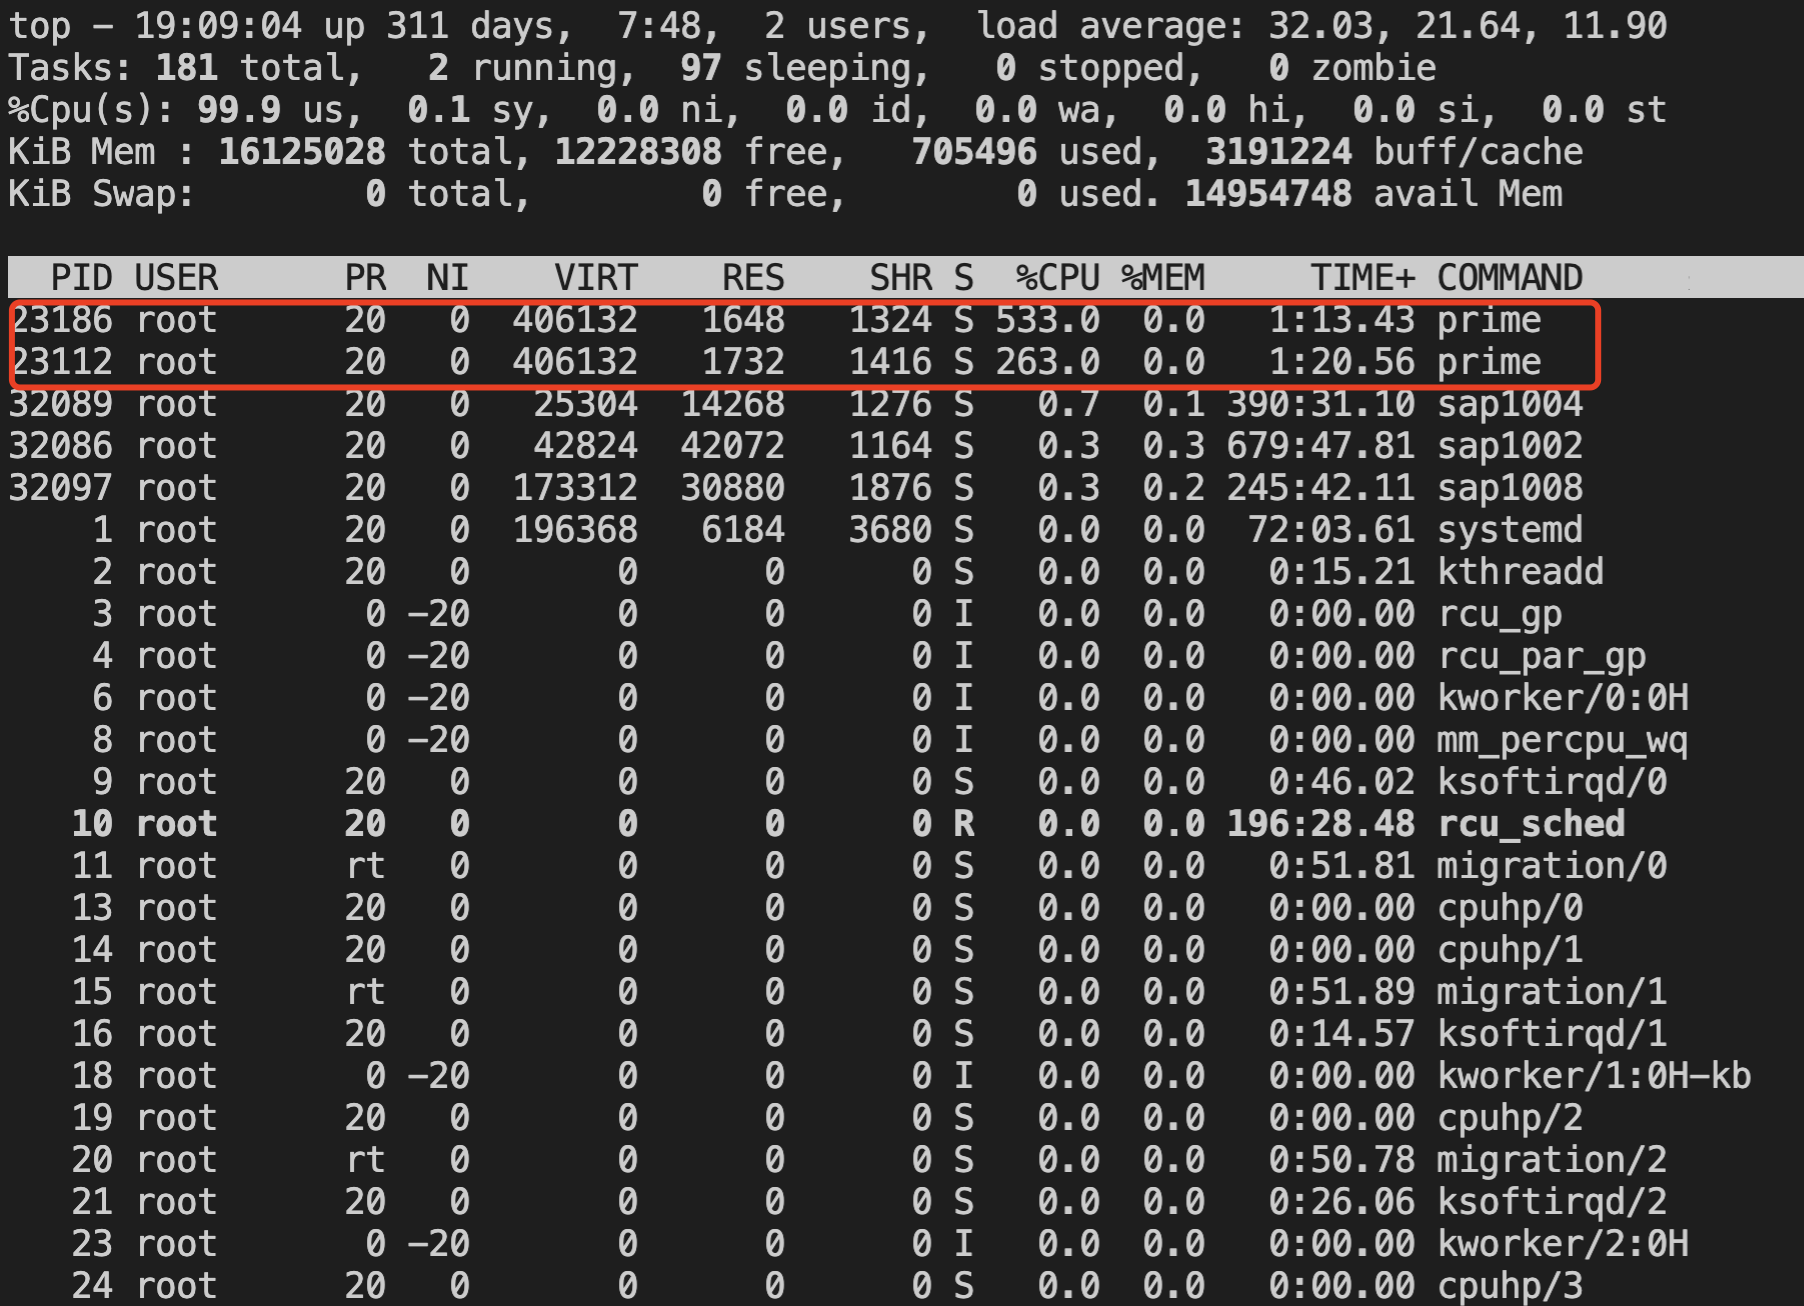 top - 19:09:04 up 311 days,  7:48,  2 users,  load average: 32.03, 21.64, 11.90
Tasks: 181 total,   2 running,  97 sleeping,   0 stopped,   0 zombie
%Cpu(s): 99.9 us,  0.1 sy,  0.0 ni,  0.0 id,  0.0 wa,  0.0 hi,  0.0 si,  0.0 st
KiB Mem : 16125028 total, 12228308 free,   705496 used,  3191224 buff/cache
KiB Swap:        0 total,        0 free,        0 used. 14954748 avail Mem
  PID USER      PR  NI    VIRT    RES    SHR S  %CPU %MEM     TIME+ COMMAND
23186 root      20   0  406132   1648   1324 S 533.0  0.0   1:13.43 prime
23112 root      20   0  406132   1732   1416 S 263.0  0.0   1:20.56 prime
32089 root      20   0   25304  14268   1276 S   0.7  0.1 390:31.10 sap1004
32086 root      20   0   42824  42072   1164 S   0.3  0.3 679:47.81 sap1002
32097 root      20   0  173312  30880   1876 S   0.3  0.2 245:42.11 sap1008
    1 root      20   0  196368   6184   3680 S   0.0  0.0  72:03.61 systemd
    2 root      20   0       0      0      0 S   0.0  0.0   0:15.21 kthreadd
    3 root       0 -20       0      0      0 I   0.0  0.0   0:00.00 rcu_gp
    4 root       0 -20       0      0      0 I   0.0  0.0   0:00.00 rcu_par_gp
    6 root       0 -20       0      0      0 I   0.0  0.0   0:00.00 kworker/0:0H
    8 root       0 -20       0      0      0 I   0.0  0.0   0:00.00 mm_percpu_wq
    9 root      20   0       0      0      0 S   0.0  0.0   0:46.02 ksoftirqd/0
   10 root      20   0       0      0      0 R   0.0  0.0 196:28.48 rcu_sched
   11 root      rt   0       0      0      0 S   0.0  0.0   0:51.81 migration/0
   13 root      20   0       0      0      0 S   0.0  0.0   0:00.00 cpuhp/0
   14 root      20   0       0      0      0 S   0.0  0.0   0:00.00 cpuhp/1
   15 root      rt   0       0      0      0 S   0.0  0.0   0:51.89 migration/1
   16 root      20   0       0      0      0 S   0.0  0.0   0:14.57 ksoftirqd/1
   18 root       0 -20       0      0      0 I   0.0  0.0   0:00.00 kworker/1:0H-kb
   19 root      20   0       0      0      0 S   0.0  0.0   0:00.00 cpuhp/2
   20 root      rt   0       0      0      0 S   0.0  0.0   0:50.78 migration/2
   21 root      20   0       0      0      0 S   0.0  0.0   0:26.06 ksoftirqd/2
   23 root       0 -20       0      0      0 I   0.0  0.0   0:00.00 kworker/2:0H
   24 root      20   0       0      0      0 S   0.0  0.0   0:00.00 cpuhp/3